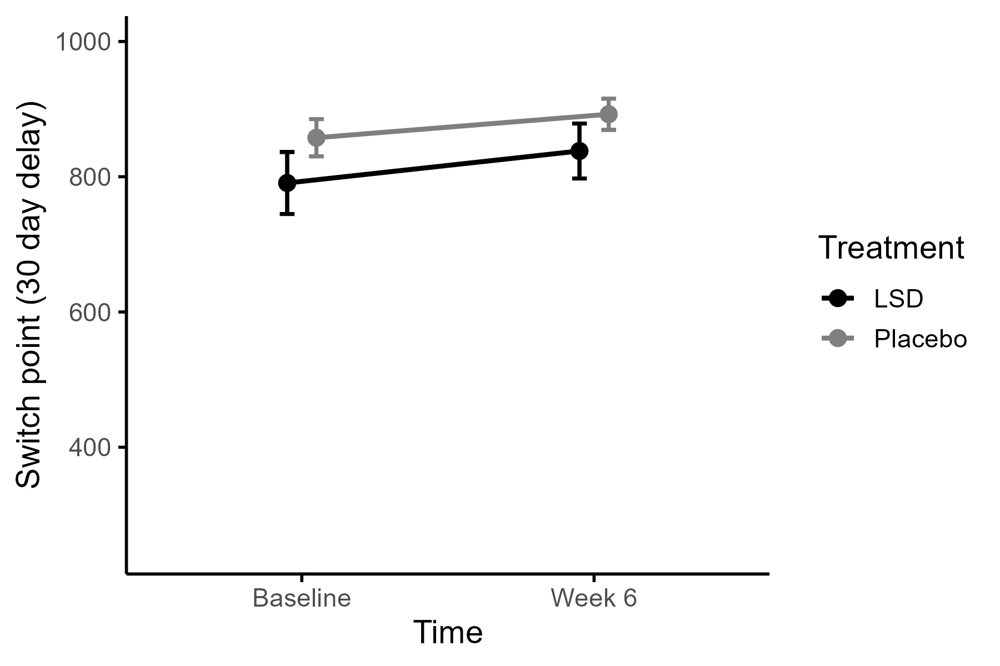 1000
800
600
400
Switch point (30 day delay)
Baseline
Week 6
Time
Treatment
LSD
Placebo